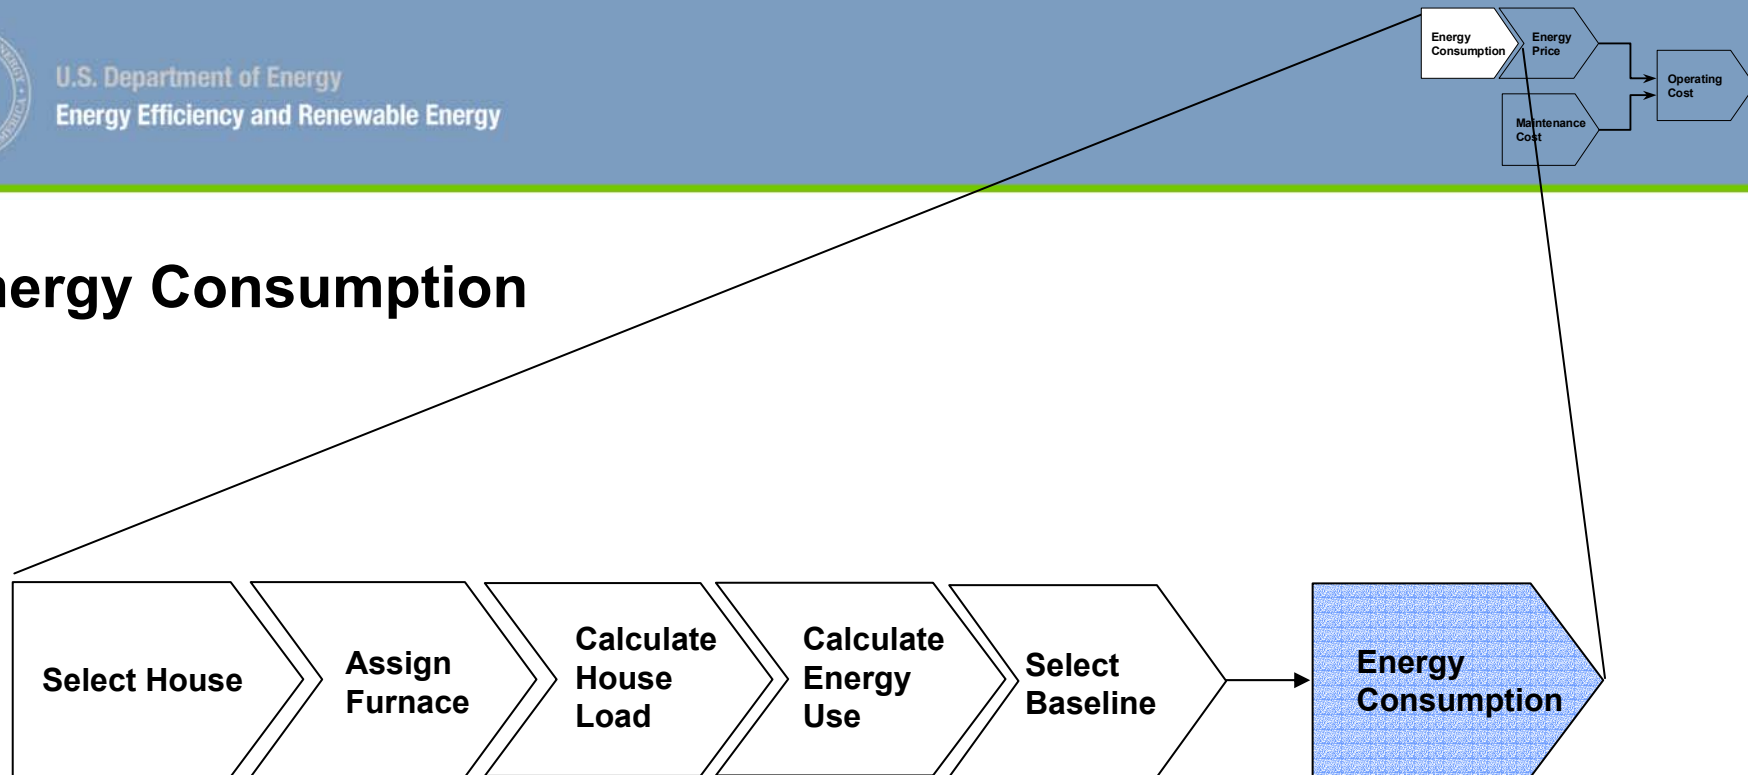 U.S. Department of Energy
Energy Efficiency and Renewable Energy
Energy
Consumption
Energy
Price
Maintenance
Cost
Operating
Cost
nergy Consumption
Select House
Assign
Furnace
Calculate
House
Load
Calculate
Energy
Use
Select
Baseline
Energy
Consumption